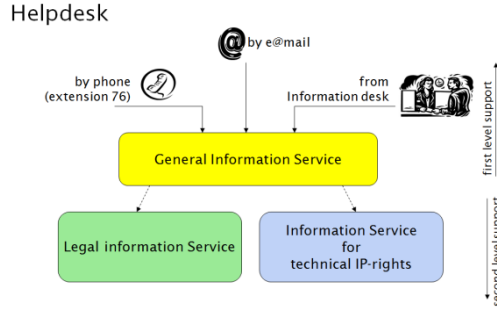 Helpdesk
@ by e@mail
by phone
(extension 76)
from
Information desk
General Information Service
first level support
Legal information Service
Information Service
for
technical IP-rights
second level support